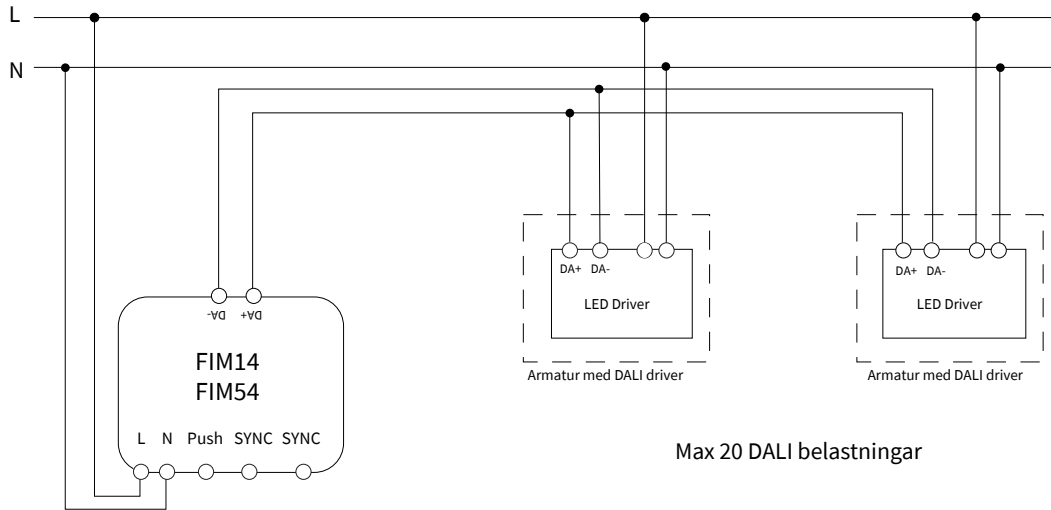 L
N
DA- DA+
FIM14
FIM54
L N Push SYNC SYNC
DA+ DA-
LED Driver
Armatur med DALI driver
DA+ DA-
LED Driver
Armatur med DALI driver
Max 20 DALI belastningar